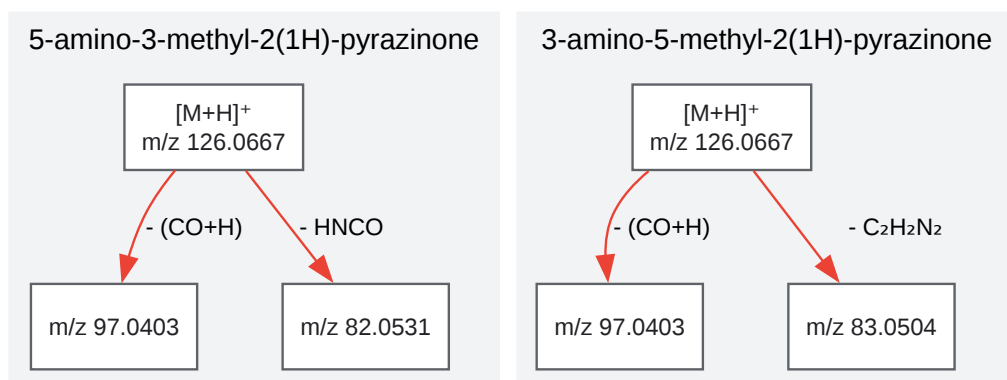 5-amino-3-methyl-2(1H)-pyrazinone
[M+H]⁺
m/z 126.0667
- (CO+H)
- HNCO
m/z 97.0403
m/z 82.0531
3-amino-5-methyl-2(1H)-pyrazinone
[M+H]⁺
m/z 126.0667
- (CO+H)
- C₂H₂N₂
m/z 97.0403
m/z 83.0504